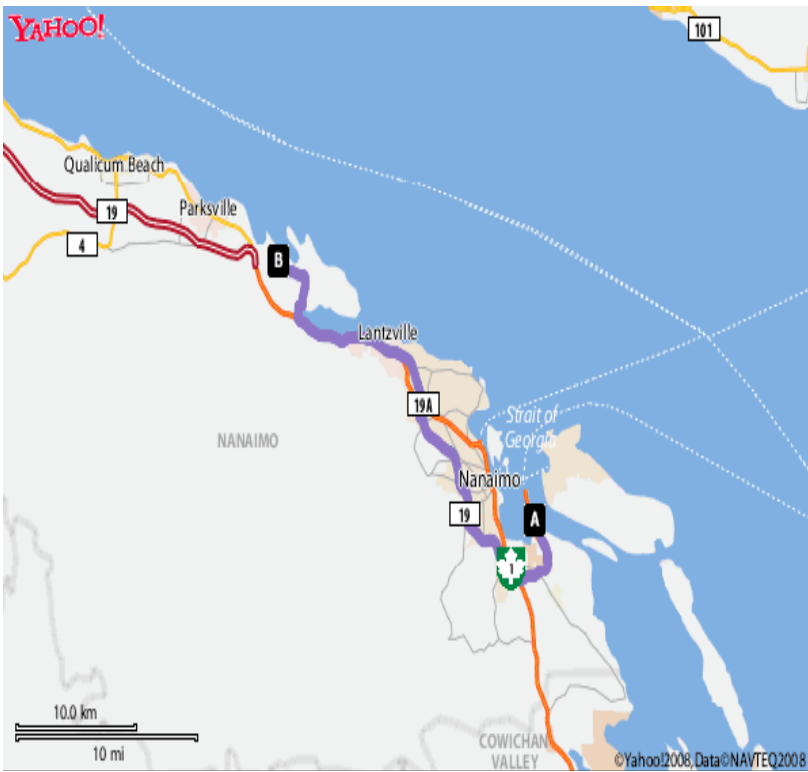 YAHOO!
101
Qualicum Beach
19
Parksville
4
B
Lantzville
19A
Strait of
Georgia
NANAIMO
Nanaimo
19
A
1
10.0 km
10 mi
COWICHAN
VALLEY
©Yahoo!2008, Data©NAVTEQ2008